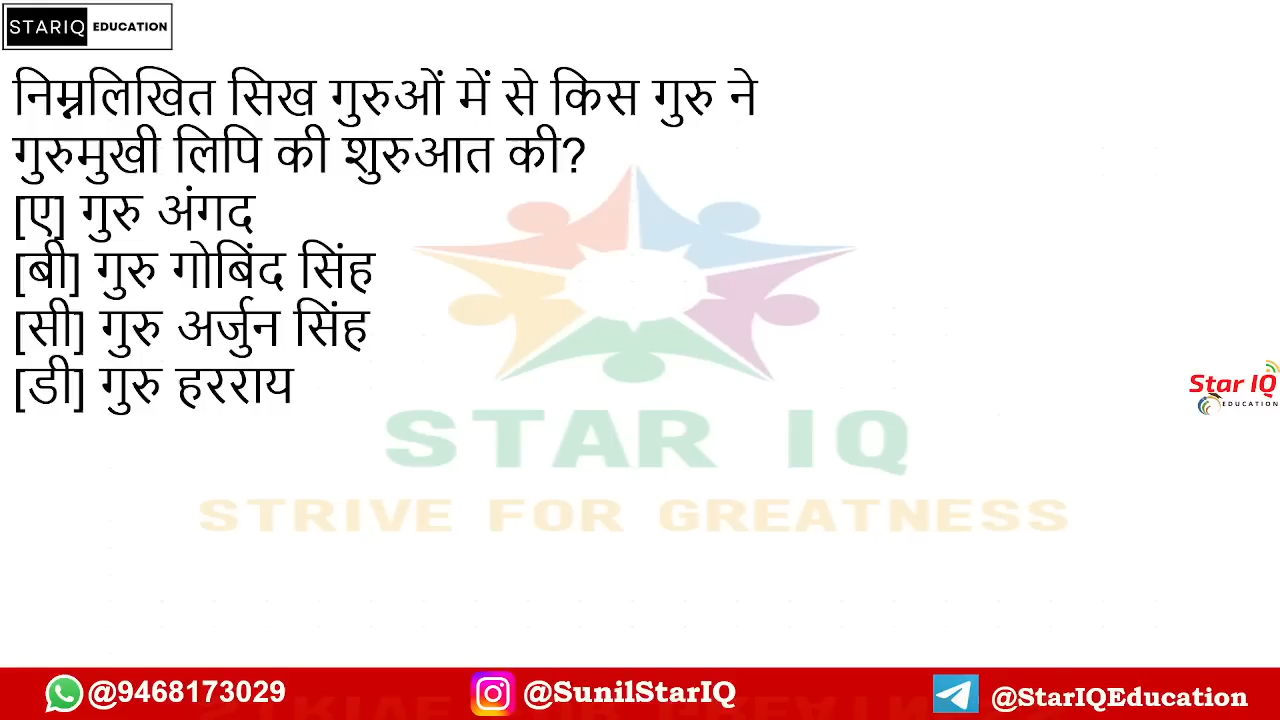 STARIQ EDUCATION
निम्नलिखित सिख गुरुओं में से किस गुरु ने
गुरुमुखी लिपि की शुरुआत की?
[ए] गुरु अंगद
[बी] गुरु गोबिंद सिंह
[सी] गुरु अर्जुन सिंह
[डी] गुरु हरराय
Star IQ
EDUCATION
STAR IQ
STRIVE FOR GREATNESS
@9468173029 @SunilStarIQ @StarIQEducation